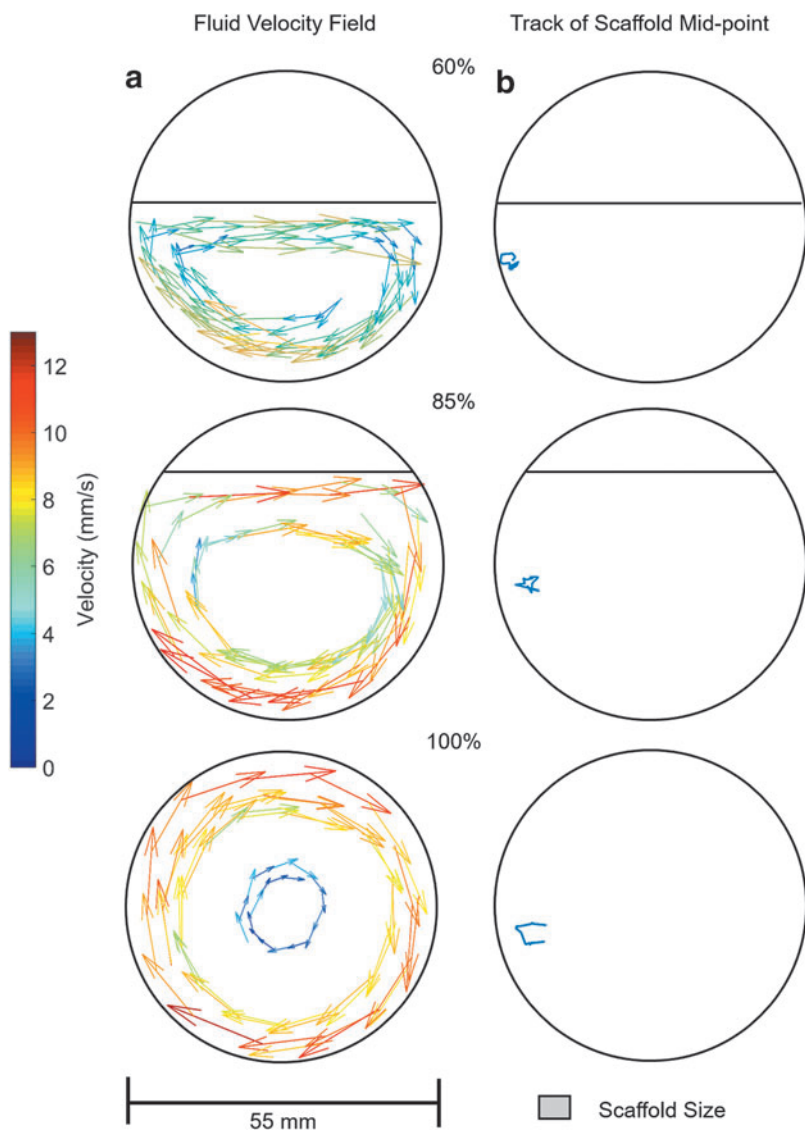 Fluid Velocity Field
Track of Scaffold Mid-point
60%
a
b
85%
12
10
8
6
4
2
0
Velocity (mm/s)
100%
55 mm
Scaffold Size